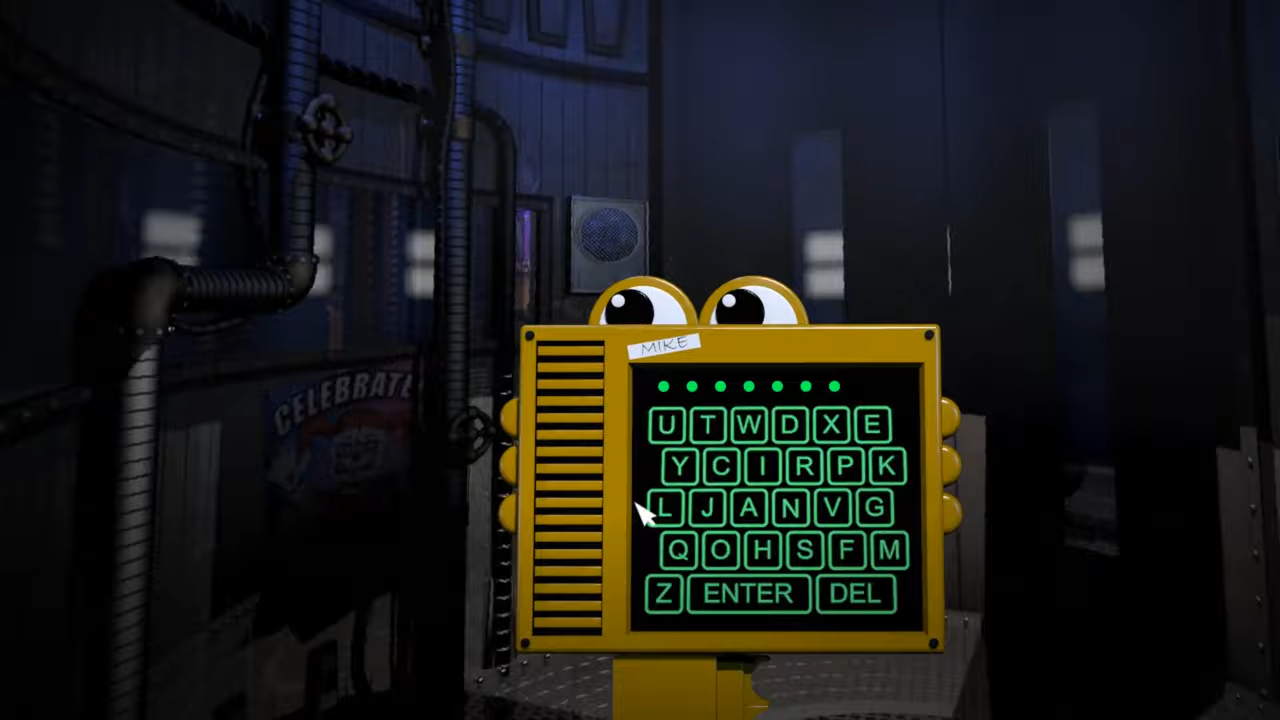 CELEBRATE
MIKE
U T W D X E
Y C I R P K
L J A N V G
Q O H S F M
Z ENTER DEL